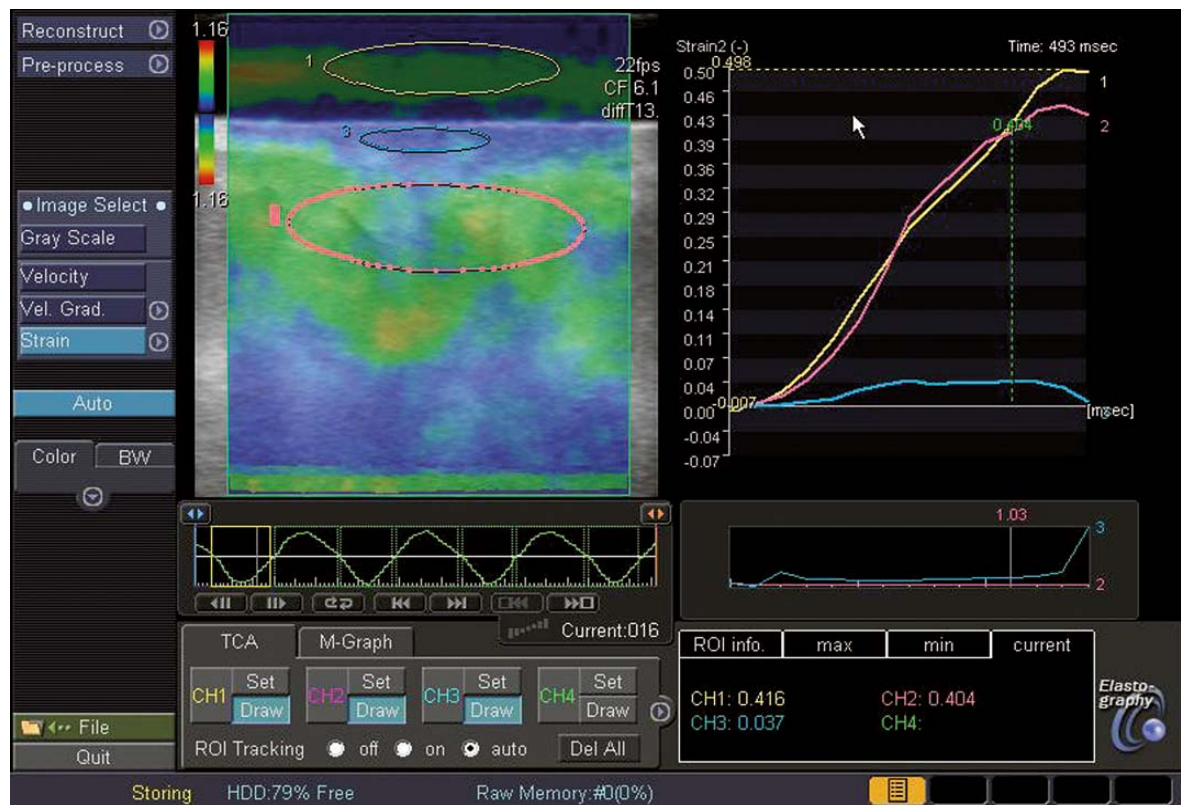 Reconstruct
Pre-process
Image Select
Gray Scale
Velocity
Vel. Grad.
Strain
Auto
Color BW
File
Quit
1.16
1.16
1
3
22fps
CF 6.1
diffT13.
Strain2 (-)
Time: 493 msec
0.498
0.50
0.46
0.43
0.39
0.36
0.32
0.29
0.25
0.21
0.18
0.14
0.11
0.07
0.04
0.00
-0.007
-0.04
-0.07
0.404
1
2
[msec]
1.03
3
2
Current:016
TCA M-Graph
CH1 Set Draw
CH2 Set Draw
CH3 Set Draw
CH4 Set Draw
ROI Tracking off on auto Del All
ROI info. max min current
CH1: 0.416 CH2: 0.404
CH3: 0.037 CH4:
Elasto-
graphy
Storing HDD:79% Free Raw Memory:#0(0%)